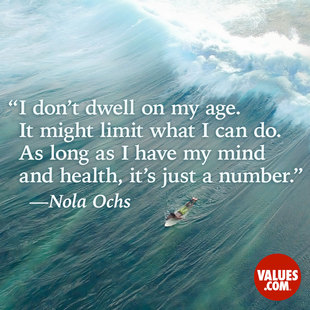 “I don’t dwell on my age.
It might limit what I can do.
As long as I have my mind
and health, it’s just a number.”
—Nola Ochs
VALUES
.COM